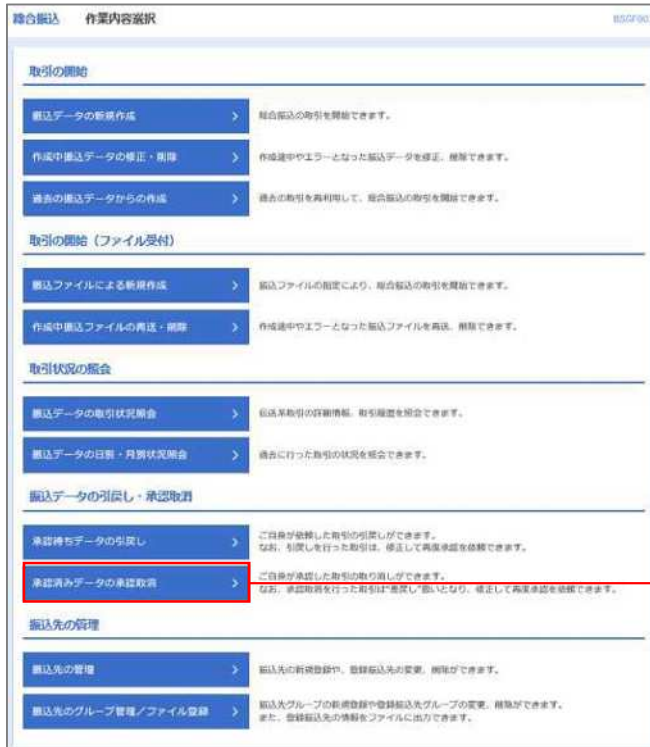 総合振込 作業内容選択 BSGF001
取引の開始
振込データの新規作成 総合振込の取引を開始できます。
作成中振込データの修正・削除 作成途中やエラーとなった振込データを修正、削除できます。
過去の振込データからの作成 過去の取引を再利用して、総合振込の取引を開始できます。
取引の開始（ファイル受付）
振込ファイルによる新規作成 振込ファイルの指定により、総合振込の取引を開始できます。
作成中振込ファイルの再送・削除 作成途中やエラーとなった振込ファイルを再送、削除できます。
取引状況の照会
振込データの取引状況照会 伝送系取引の詳細情報、取引履歴を照会できます。
振込データの日別・月別状況照会 過去に行った取引の状況を照会できます。
振込データの引戻し・承認取消
承認待ちデータの引戻し ご自身が依頼した取引の引戻しができます。
なお、引戻しを行った取引は、修正して再度承認を依頼できます。
承認済みデータの承認取消 ご自身が承認した取引の取り消しができます。
なお、承認取消を行った取引は“差戻し”扱いとなり、修正して再度承認を依頼できます。
振込先の管理
振込先の管理 振込先の新規登録や、登録振込先の変更、削除ができます。
振込先のグループ管理／ファイル登録 振込先グループの新規登録や登録振込先グループの変更、削除ができます。
また、登録振込先の情報をファイルに出力できます。